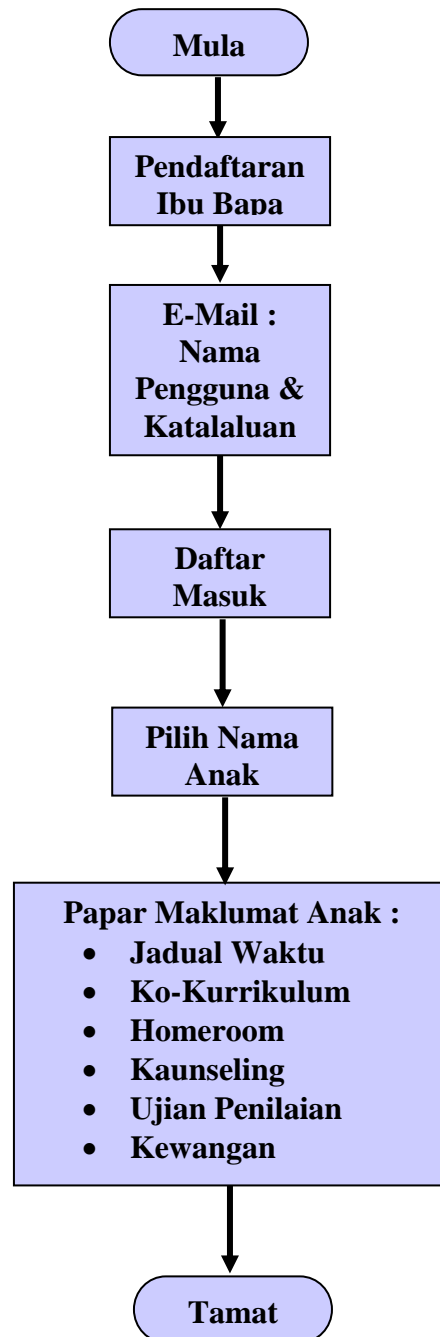 Mula
Pendaftaran
Ibu Bapa
E-Mail :
Nama
Pengguna &
Katalaluan
Daftar
Masuk
Pilih Nama
Anak
Papar Maklumat Anak :
• Jadual Waktu
• Ko-Kurrikulum
• Homeroom
• Kaunseling
• Ujian Penilaian
• Kewangan
Tamat